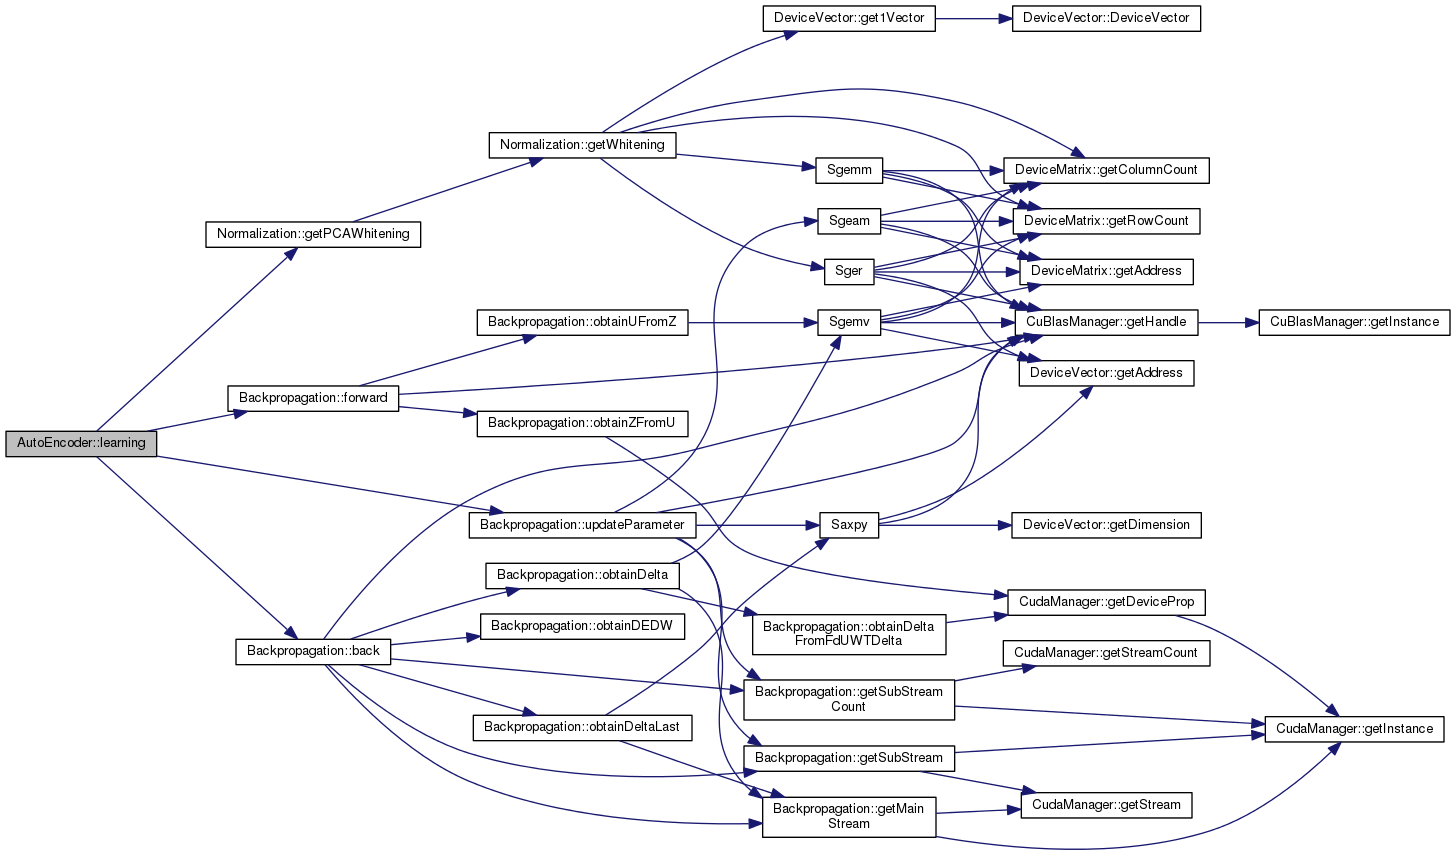 DeviceVector::get1Vector
DeviceVector::DeviceVector
Normalization::getWhitening
Sgemm
DeviceMatrix::getColumnCount
Normalization::getPCAWhitening
Sgeam
DeviceMatrix::getRowCount
Sger
DeviceMatrix::getAddress
Backpropagation::obtainUFromZ
Sgemv
CuBlasManager::getHandle
CuBlasManager::getInstance
DeviceVector::getAddress
Backpropagation::forward
Backpropagation::obtainZFromU
AutoEncoder::learning
Backpropagation::updateParameter
Saxpy
DeviceVector::getDimension
Backpropagation::obtainDelta
Backpropagation::obtainDEDW
Backpropagation::obtainDelta
FromFdUWTDelta
CudaManager::getDeviceProp
Backpropagation::back
CudaManager::getStreamCount
Backpropagation::getSubStream
Count
Backpropagation::obtainDeltaLast
CudaManager::getInstance
Backpropagation::getSubStream
Backpropagation::getMain
Stream
CudaManager::getStream